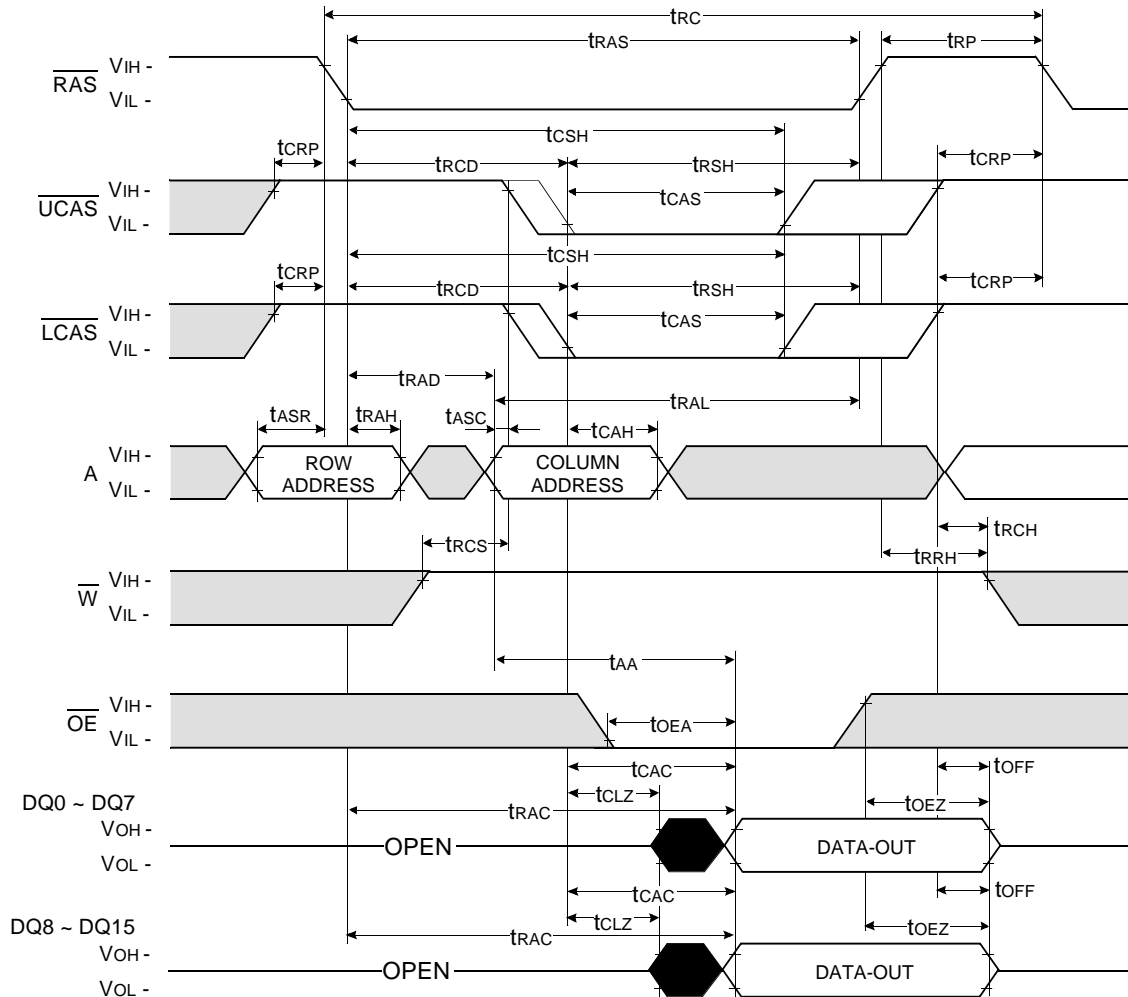 tRC
tRAS
tRP
RAS
VIH -
VIL -
tCSH
tCRP
tRCD
tRSH
tCRP
UCAS
VIH -
VIL -
tCAS
tCSH
tCRP
tRCD
tRSH
tCRP
LCAS
VIH -
VIL -
tCAS
tRAD
tRAL
tASR
tRAH
tASC
tCAH
A
VIH -
VIL -
ROW
ADDRESS
COLUMN
ADDRESS
tRCS
tRCH
tRRH
W
VIH -
VIL -
tAA
OE
VIH -
VIL -
tOEA
tCAC
tOFF
tCLZ
tOEZ
tRAC
DQ0 ~ DQ7
VOH -
VOL -
OPEN
DATA-OUT
tCAC
tOFF
tCLZ
tOEZ
tRAC
DQ8 ~ DQ15
VOH -
VOL -
OPEN
DATA-OUT